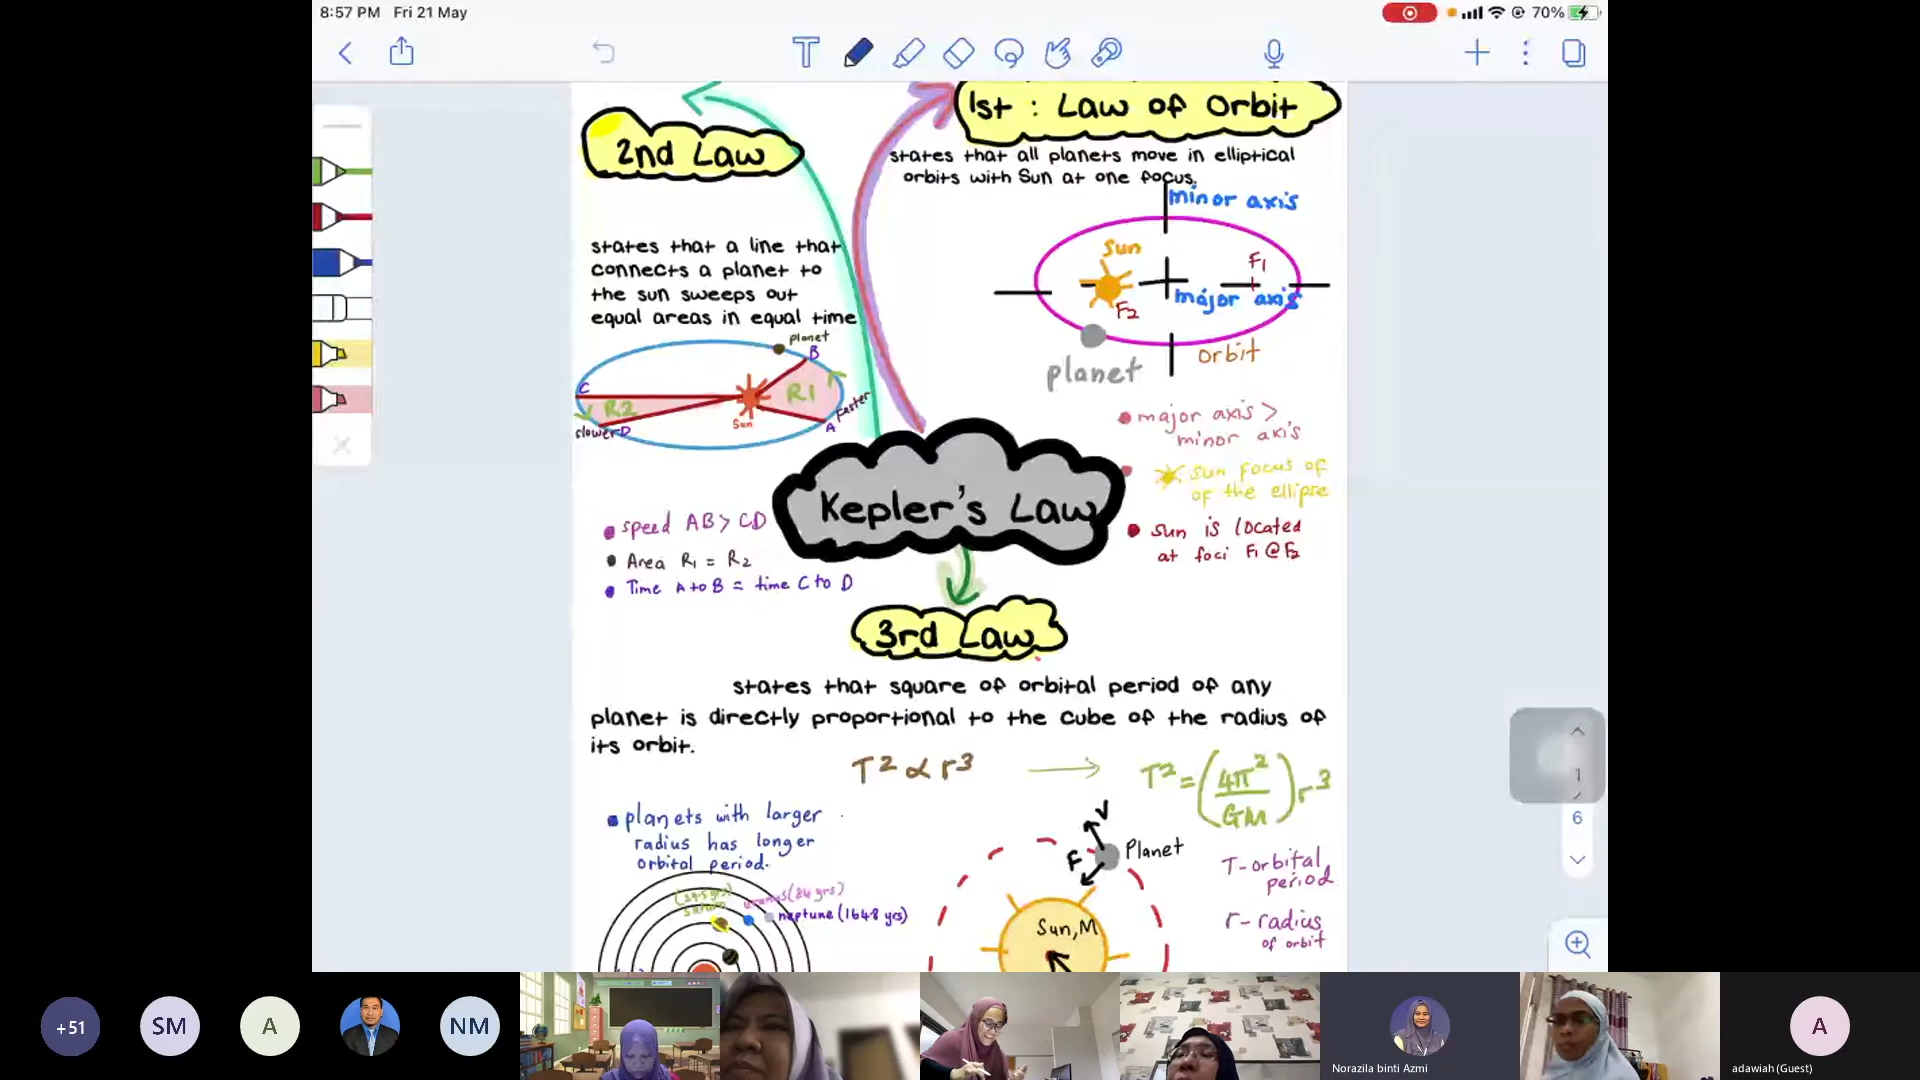 8:57 PM Fri 21 May
70%
1st : Law of Orbit
states that all planets move in elliptical
orbits with Sun at one focus.
minor axis
Sun
F1
major axis
F2
orbit
planet
major axis >
minor axis
sun focus of
of the ellipse
sun is located
at foci F1 @ F2
2nd Law
states that a line that
connects a planet to
the sun sweeps out
equal areas in equal time
planet
B
C
R1
R2
faster
Sun
slower D
A
speed AB > CD
Area R1 = R2
Time A to B = time C to D
Kepler's Law
3rd Law
states that square of orbital period of any
planet is directly proportional to the cube of the radius of
its orbit.
T² ∝ r³ → T² = (4π²/GM) r³
planets with larger
radius has longer
orbital period.
saturn
uranus (84 yrs)
neptune (164.8 yrs)
V
F
Planet
Sun, M
T - orbital
period
r - radius
of orbit
1
6
+51
SM
A
NM
Norazila binti Azmi
A
adawiah (Guest)